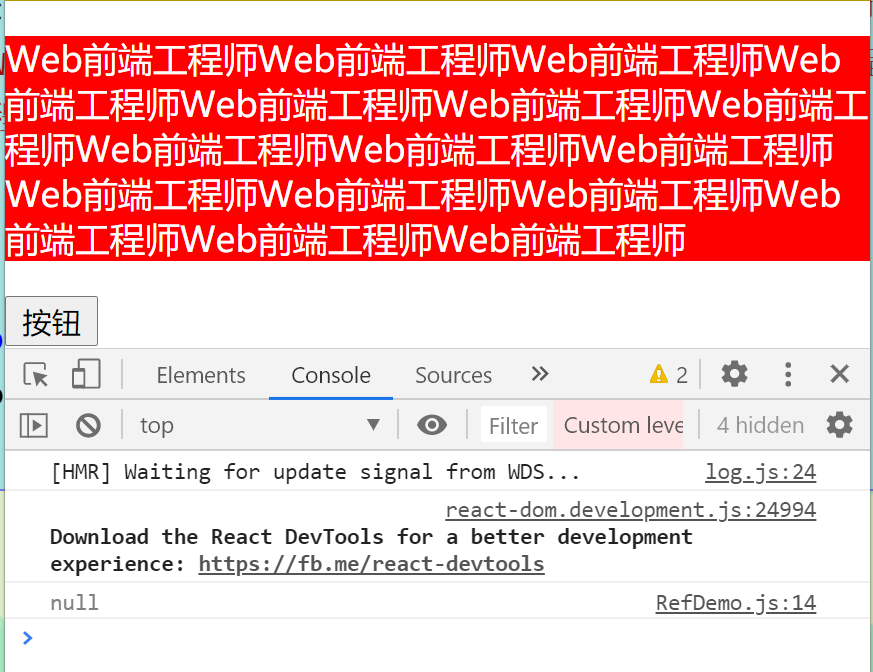 Web前端工程师Web前端工程师Web前端工程师Web
前端工程师Web前端工程师Web前端工程师Web前端工
程师Web前端工程师Web前端工程师Web前端工程师
Web前端工程师Web前端工程师Web前端工程师Web
前端工程师Web前端工程师Web前端工程师
按钮
Elements Console Sources 2
top Filter Custom leve 4 hidden
[HMR] Waiting for update signal from WDS... log.js:24
react-dom.development.js:24994
Download the React DevTools for a better development
experience: https://fb.me/react-devtools
null RefDemo.js:14